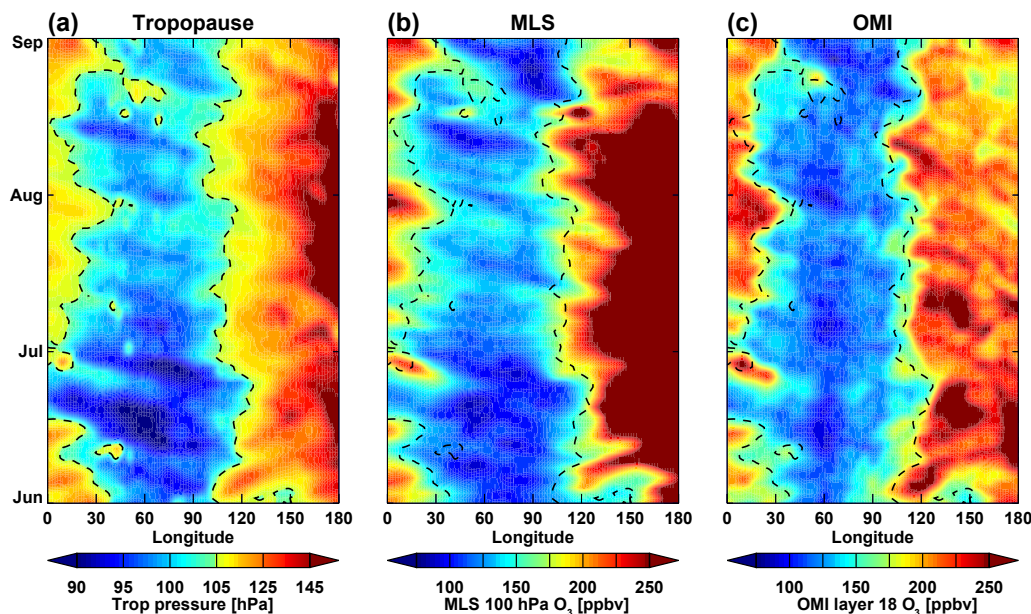 (a) Tropopause (b) MLS (c) OMI
Sep
Aug
Jul
Jun
0 30 60 90 120 150 180 0 30 60 90 120 150 180 0 30 60 90 120 150 180
Longitude Longitude Longitude
90 95 100 105 125 145 100 150 200 250 100 150 200 250
Trop pressure [hPa] MLS 100 hPa O3 [ppbv] OMI layer 18 O3 [ppbv]